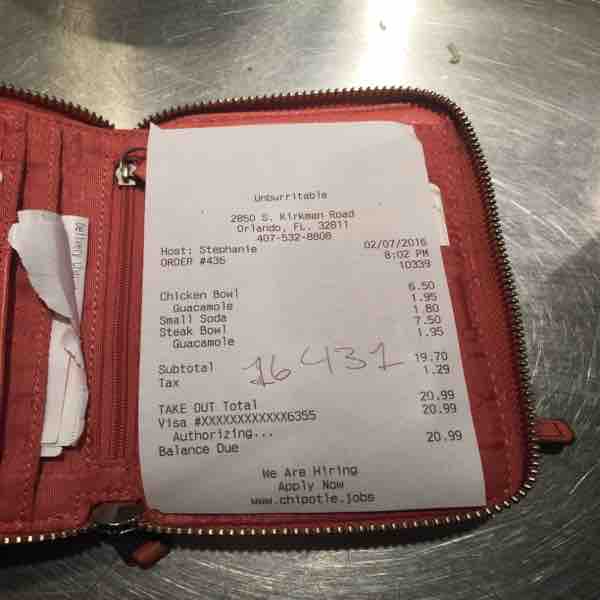 Unburritable
2850 S. Kirkman Road
Orlando, FL. 32811
407-532-8808
Host: Stephanie 02/07/2016
ORDER #435 8:02 PM
10339
Chicken Bowl 6.50
Guacamole 1.95
Small Soda 1.80
Steak Bowl 7.50
Guacamole 1.95
Subtotal 19.70
Tax 1.29
16431
TAKE OUT Total 20.99
Visa #XXXXXXXXXXXX6355 20.99
Authorizing...
Balance Due 20.99
We Are Hiring
Apply Now
www.chipotle.jobs
Delivery